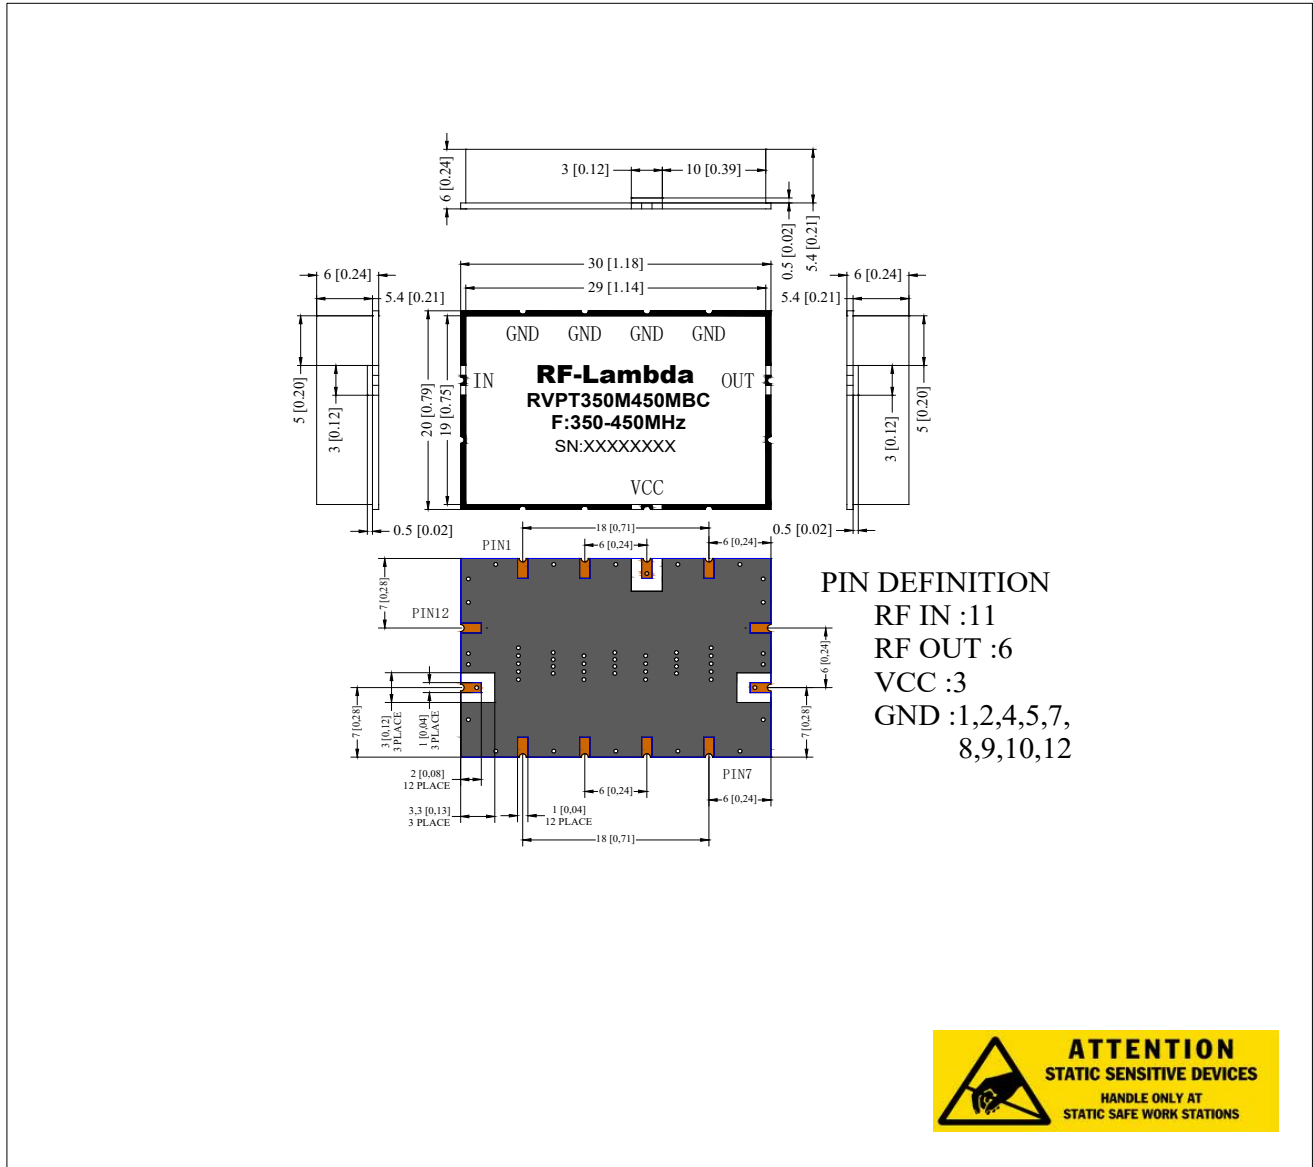 6 [0.24]
3 [0.12]
10 [0.39]
0.5 [0.02]
5.4 [0.21]
30 [1.18]
29 [1.14]
6 [0.24]
5.4 [0.21]
5 [0.20]
3 [0.12]
0.5 [0.02]
20 [0.79]
19 [0.75]
GND GND GND GND
IN
RF-Lambda
OUT
RVPT350M450MBC
F:350-450MHz
SN:XXXXXXXX
VCC
6 [0.24]
5.4 [0.21]
5 [0.20]
3 [0.12]
0.5 [0.02]
18 [0,71]
6 [0,24]
6 [0,24]
PIN1
7 [0,28]
PIN12
7 [0,28]
3 [0,12]
3 PLACE
1 [0,04]
3 PLACE
6 [0,24]
7 [0,28]
PIN7
2 [0,08]
12 PLACE
3,3 [0,13]
3 PLACE
1 [0,04]
12 PLACE
6 [0,24]
6 [0,24]
18 [0,71]
PIN DEFINITION
RF IN :11
RF OUT :6
VCC :3
GND :1,2,4,5,7,
8,9,10,12
ATTENTION
STATIC SENSITIVE DEVICES
HANDLE ONLY AT
STATIC SAFE WORK STATIONS